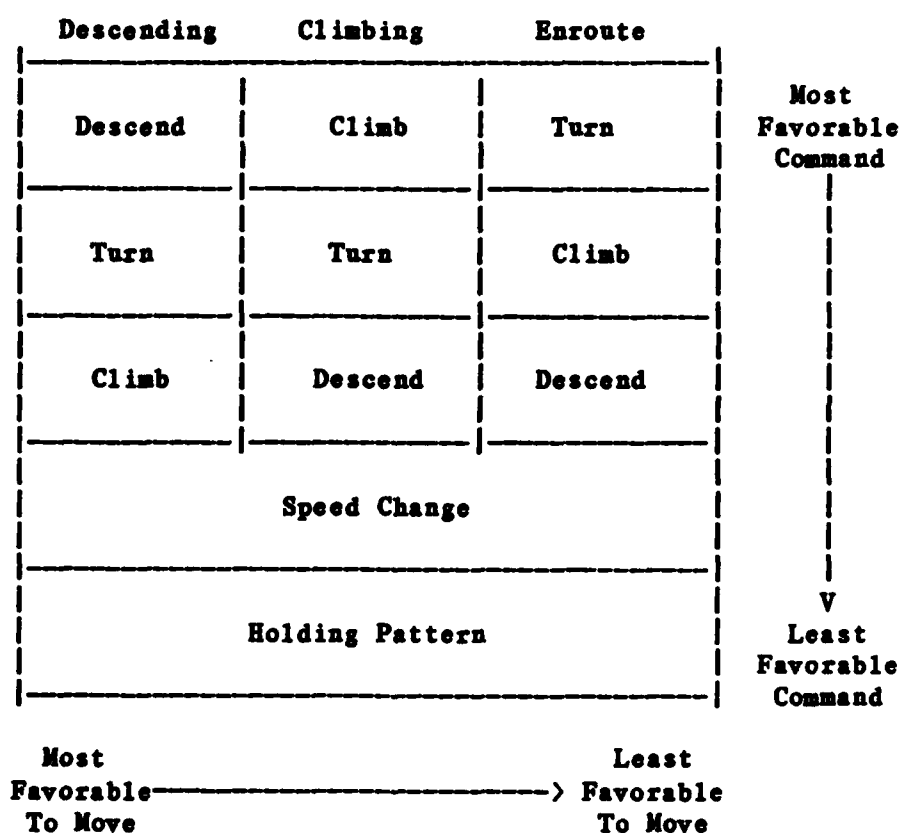 Descending Climbing Enroute
Descend Climb Turn
Most
Favorable
Command
Turn Turn Climb
Climb Descend Descend
Speed Change
V
Holding Pattern
Least
Favorable
Command
Most Least
Favorable-----------------------> Favorable
To Move To Move